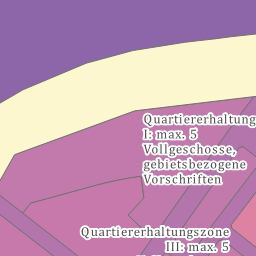 Quartiererhaltung
I: max. 5
Vollgeschosse,
gebietsbezogene
Vorschriften
Quartiererhaltungszone
III: max. 5